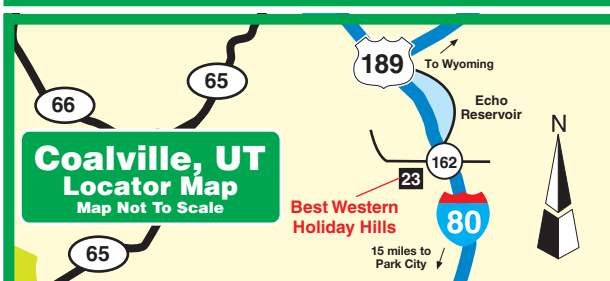 189
To Wyoming
65
66
Echo
Reservoir
N
Coalville, UT
Locator Map
Map Not To Scale
162
23
Best Western
Holiday Hills
80
65
15 miles to
Park City